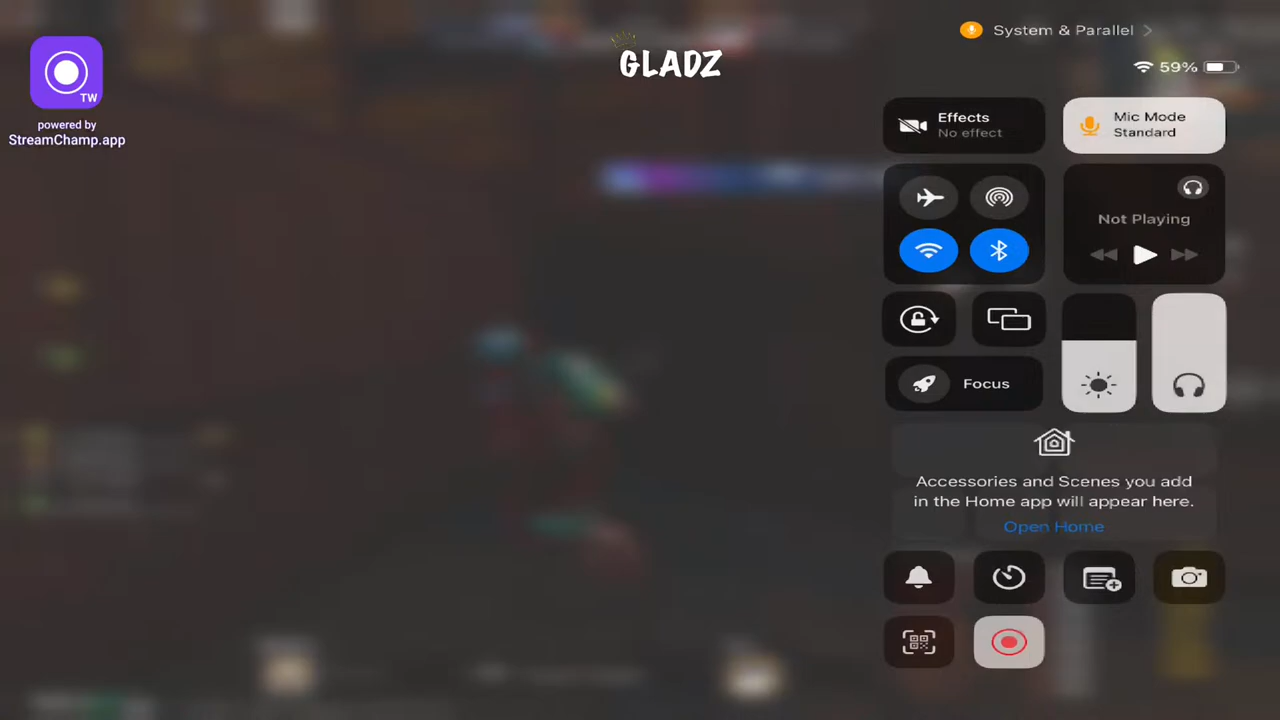 System & Parallel
GLADZ
59%
TW
powered by
StreamChamp.app
Effects
No effect
Mic Mode
Standard
Not Playing
Focus
Accessories and Scenes you add
in the Home app will appear here.
Open Home